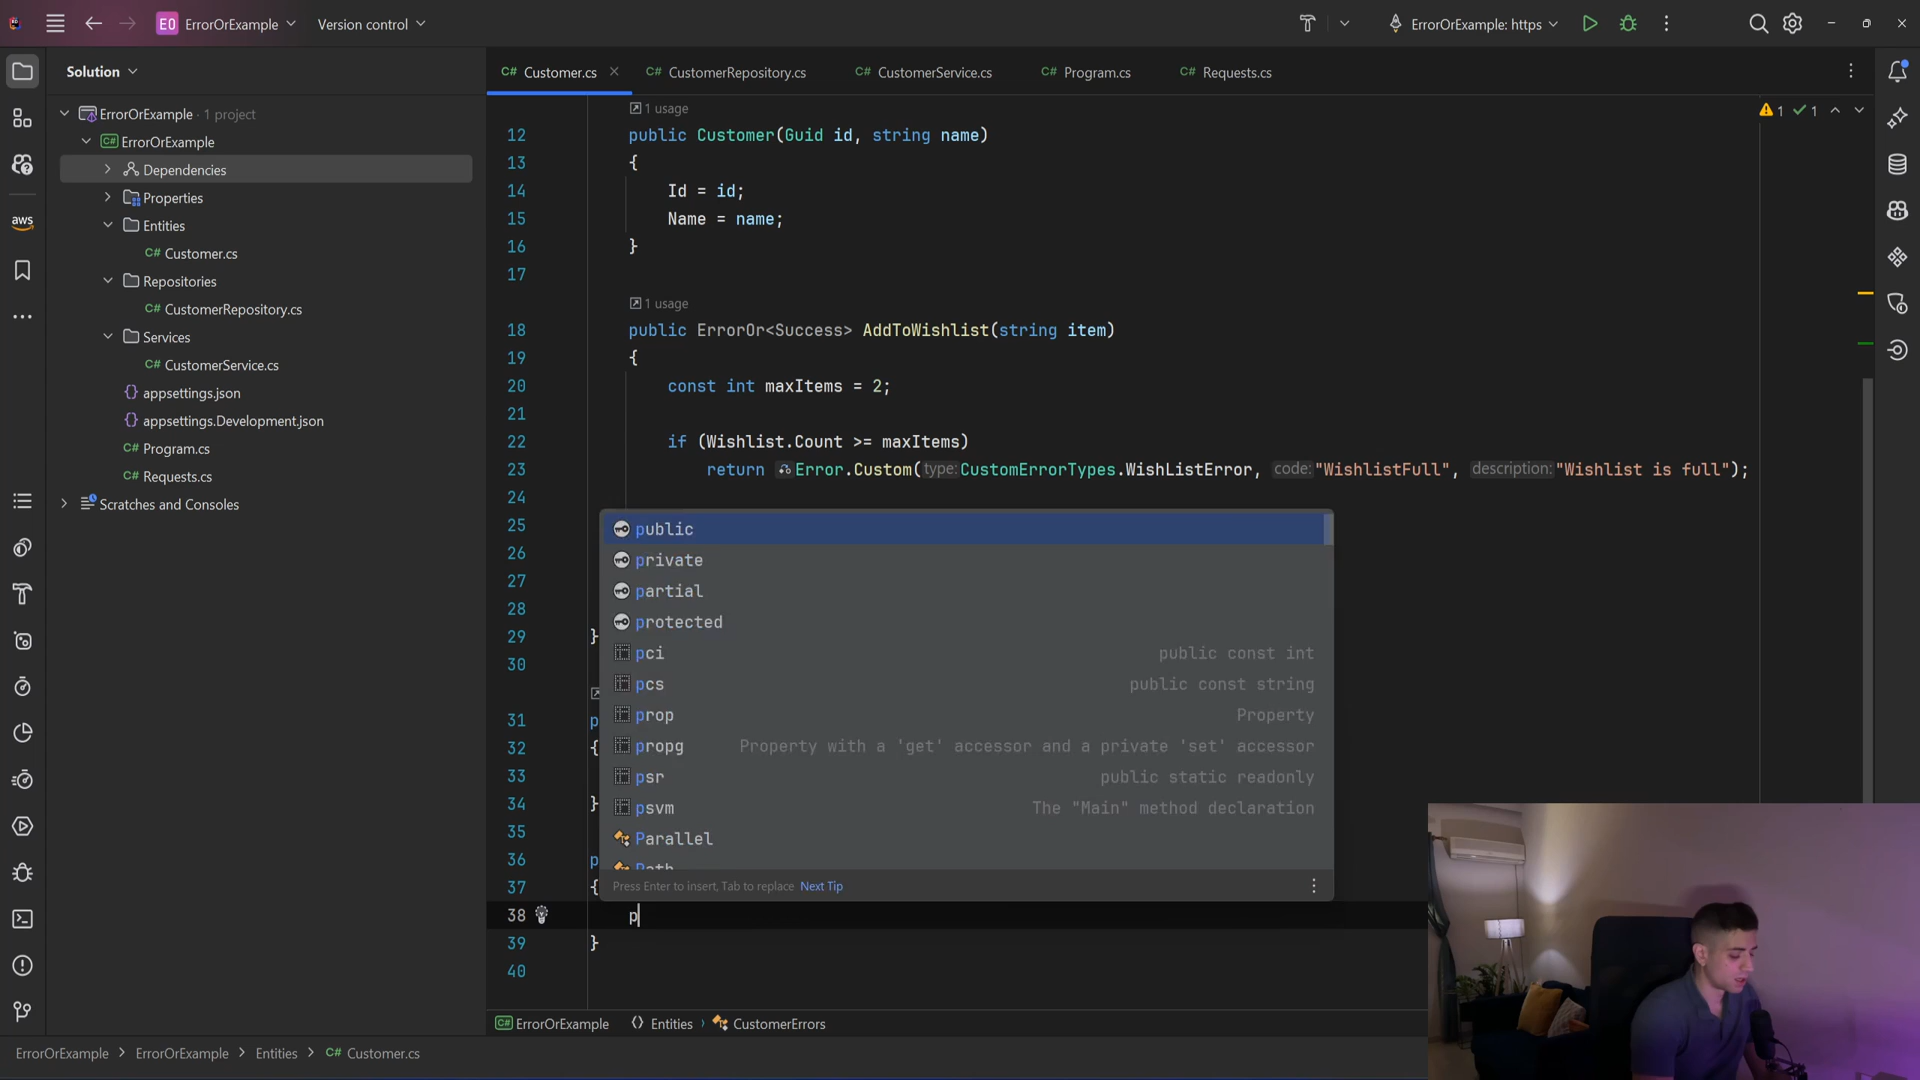 EO ErrorOrExample Version control ErrorOrExample: https
Solution
Customer.cs CustomerRepository.cs CustomerService.cs Program.cs Requests.cs
ErrorOrExample · 1 project
C# ErrorOrExample
Dependencies
Properties
Entities
C# Customer.cs
Repositories
C# CustomerRepository.cs
Services
C# CustomerService.cs
{} appsettings.json
{} appsettings.Development.json
C# Program.cs
C# Requests.cs
Scratches and Consoles
aws
1 usage
1 1
12 public Customer(Guid id, string name)
13 {
14 Id = id;
15 Name = name;
16 }
17
1 usage
18 public ErrorOr<Success> AddToWishlist(string item)
19 {
20 const int maxItems = 2;
21
22 if (Wishlist.Count >= maxItems)
23 return Error.Custom(type: CustomErrorTypes.WishListError, code: "WishlistFull", description: "Wishlist is full");
24
25
26
27
28
29 }
30
31 p
32 {
33
34 }
35
36 p
37 {
38 p
39 }
40
public
private
partial
protected
pci public const int
pcs public const string
prop Property
propg Property with a 'get' accessor and a private 'set' accessor
psr public static readonly
psvm The "Main" method declaration
Parallel
Path
Press Enter to insert, Tab to replace Next Tip
C# ErrorOrExample Entities CustomerErrors
ErrorOrExample ErrorOrExample Entities C# Customer.cs